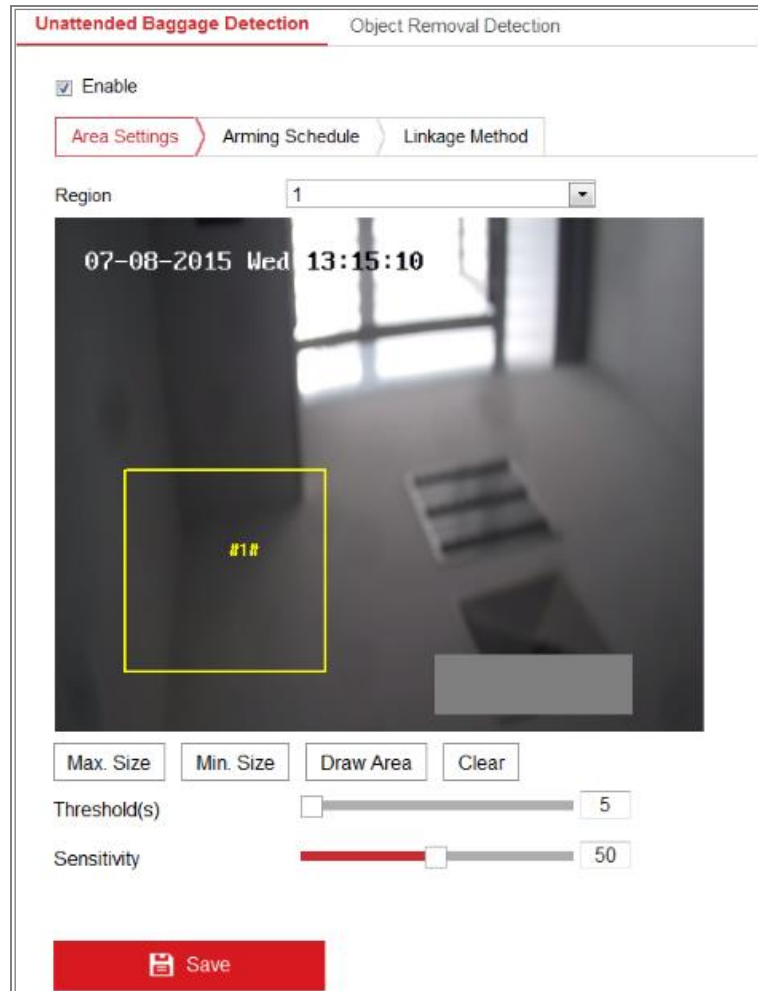 Unattended Baggage Detection Object Removal Detection
Enable
Area Settings Arming Schedule Linkage Method
Region 1
07-08-2015 Wed 13:15:10
#1#
Max. Size Min. Size Draw Area Clear
Threshold(s) 5
Sensitivity 50
Save